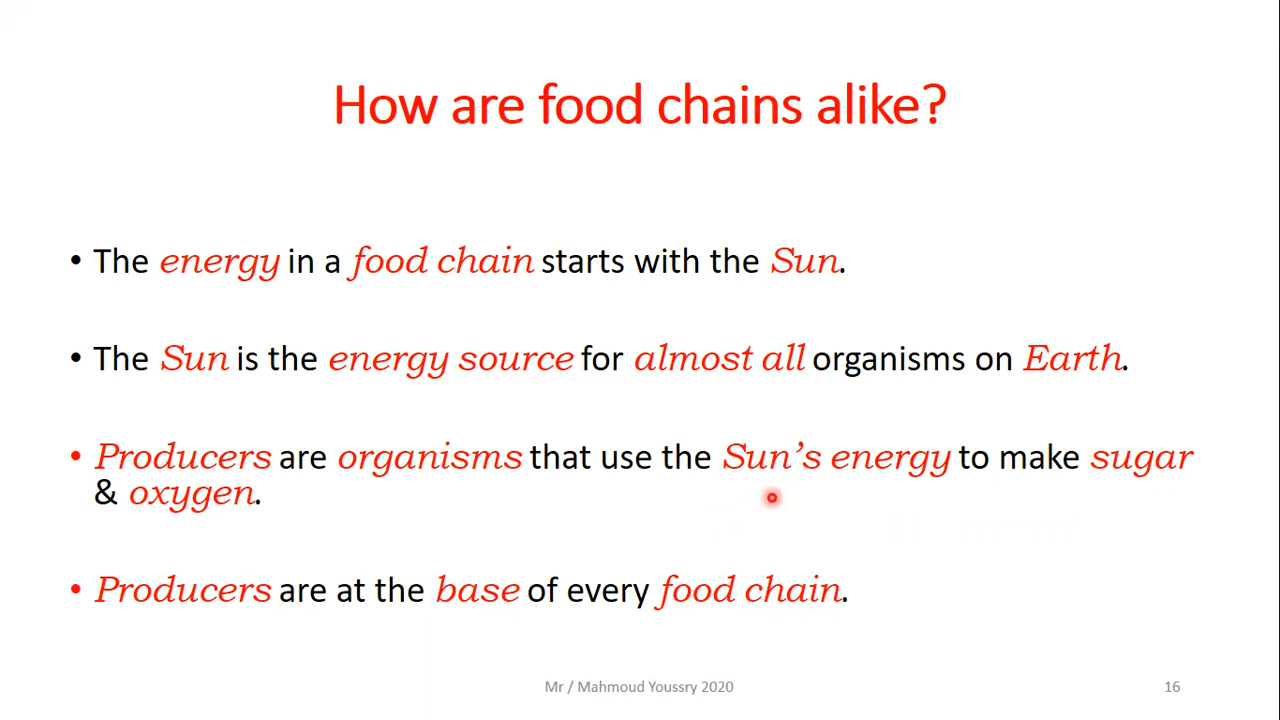 How are food chains alike?
• The energy in a food chain starts with the Sun.
• The Sun is the energy source for almost all organisms on Earth.
• Producers are organisms that use the Sun’s energy to make sugar
& oxygen.
• Producers are at the base of every food chain.
Mr / Mahmoud Youssry 2020
16